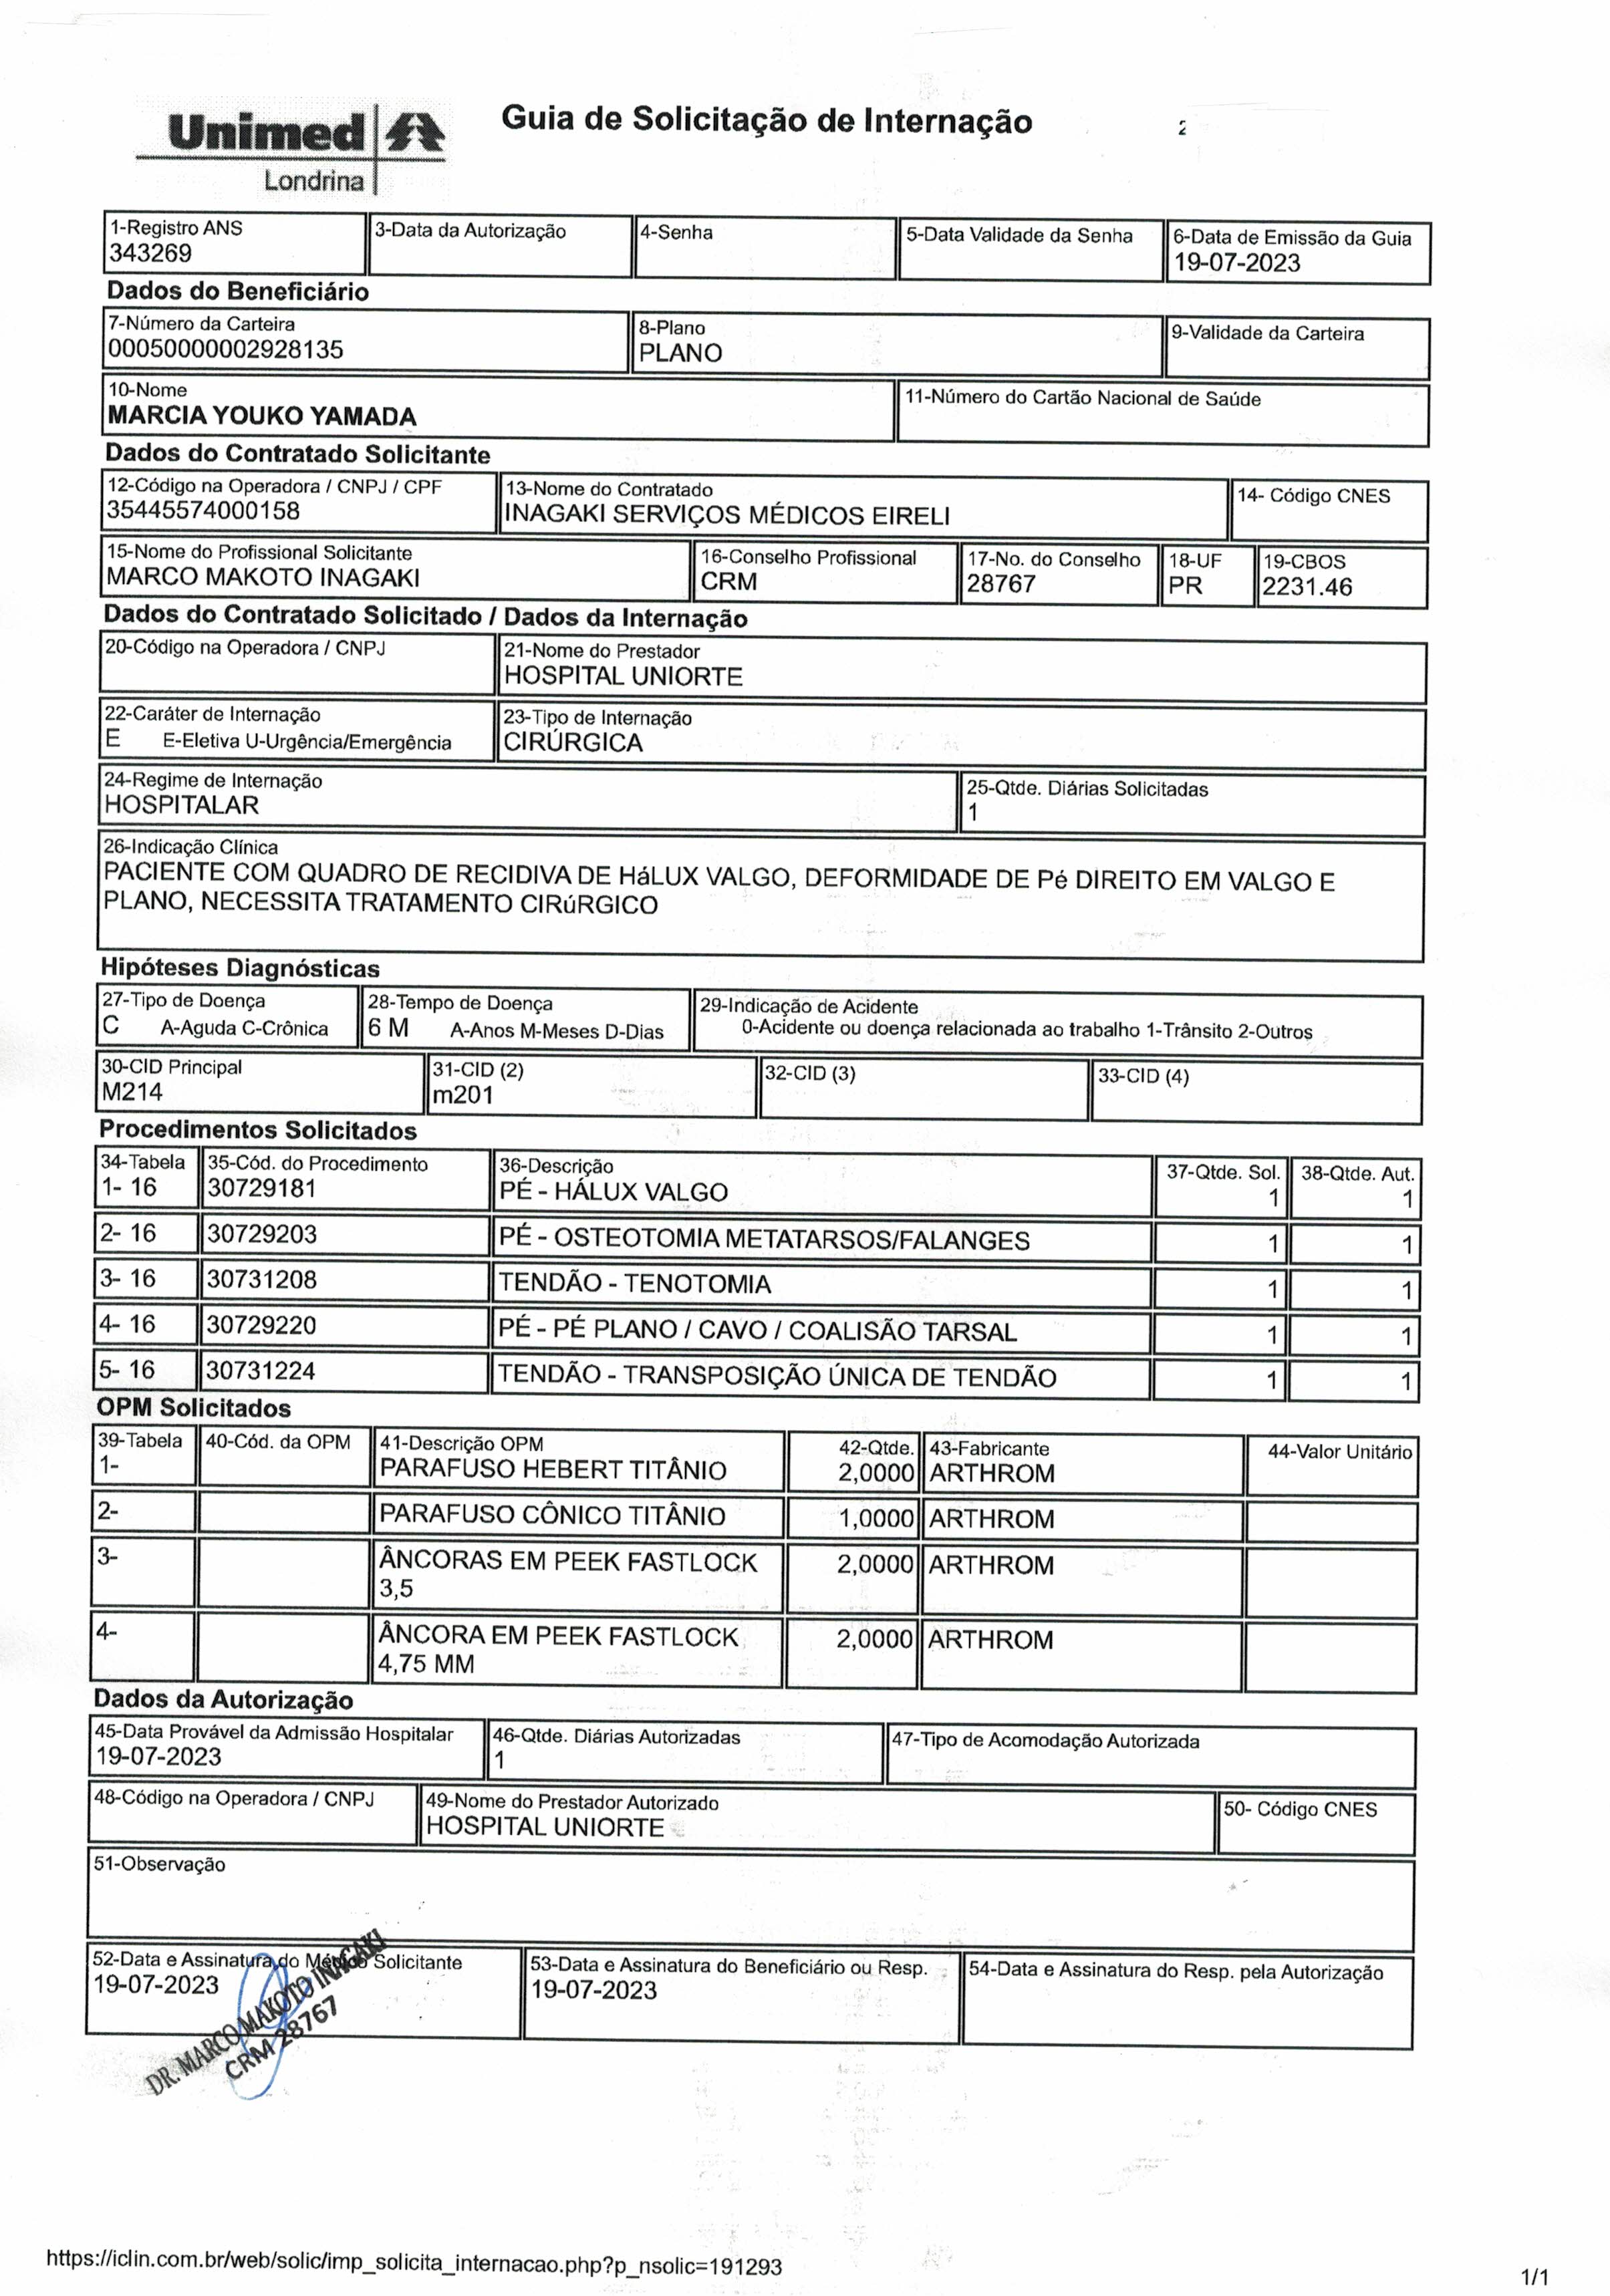 Unimed
Londrina
Guia de Solicitação de Internação
1-Registro ANS
343269
3-Data da Autorização
4-Senha
5-Data Validade da Senha
6-Data de Emissão da Guia
19-07-2023
Dados do Beneficiário
7-Número da Carteira
00050000002928135
8-Plano
PLANO
9-Validade da Carteira
10-Nome
MARCIA YOUKO YAMADA
11-Número do Cartão Nacional de Saúde
Dados do Contratado Solicitante
12-Código na Operadora / CNPJ / CPF
35445574000158
13-Nome do Contratado
INAGAKI SERVIÇOS MÉDICOS EIRELI
14- Código CNES
15-Nome do Profissional Solicitante
MARCO MAKOTO INAGAKI
16-Conselho Profissional
CRM
17-No. do Conselho
28767
18-UF
PR
19-CBOS
2231.46
Dados do Contratado Solicitado / Dados da Internação
20-Código na Operadora / CNPJ
21-Nome do Prestador
HOSPITAL UNIORTE
22-Caráter de Internação
E E-Eletiva U-Urgência/Emergência
23-Tipo de Internação
CIRÚRGICA
24-Regime de Internação
HOSPITALAR
25-Qtde. Diárias Solicitadas
1
26-Indicação Clínica
PACIENTE COM QUADRO DE RECIDIVA DE HáLUX VALGO, DEFORMIDADE DE Pé DIREITO EM VALGO E
PLANO, NECESSITA TRATAMENTO CIRúRGICO
Hipóteses Diagnósticas
27-Tipo de Doença
C A-Aguda C-Crônica
28-Tempo de Doença
6 M A-Anos M-Meses D-Dias
29-Indicação de Acidente
0-Acidente ou doença relacionada ao trabalho 1-Trânsito 2-Outros
30-CID Principal
M214
31-CID (2)
m201
32-CID (3)
33-CID (4)
Procedimentos Solicitados
34-Tabela 35-Cód. do Procedimento 36-Descrição 37-Qtde. Sol. 38-Qtde. Aut.
1- 16 30729181 PÉ - HÁLUX VALGO 1 1
2- 16 30729203 PÉ - OSTEOTOMIA METATARSOS/FALANGES 1 1
3- 16 30731208 TENDÃO - TENOTOMIA 1 1
4- 16 30729220 PÉ - PÉ PLANO / CAVO / COALISÃO TARSAL 1 1
5- 16 30731224 TENDÃO - TRANSPOSIÇÃO ÚNICA DE TENDÃO 1 1
OPM Solicitados
39-Tabela 40-Cód. da OPM 41-Descrição OPM 42-Qtde. 43-Fabricante 44-Valor Unitário
1- PARAFUSO HEBERT TITÂNIO 2,0000 ARTHROM
2- PARAFUSO CÔNICO TITÂNIO 1,0000 ARTHROM
3- ÂNCORAS EM PEEK FASTLOCK 2,0000 ARTHROM
3,5
4- ÂNCORA EM PEEK FASTLOCK 2,0000 ARTHROM
4,75 MM
Dados da Autorização
45-Data Provável da Admissão Hospitalar
19-07-2023
46-Qtde. Diárias Autorizadas
1
47-Tipo de Acomodação Autorizada
48-Código na Operadora / CNPJ
49-Nome do Prestador Autorizado
HOSPITAL UNIORTE
50- Código CNES
51-Observação
52-Data e Assinatura do Médico Solicitante
19-07-2023
DR. MARCO MAKOTO INAGAKI
CRM 28767
53-Data e Assinatura do Beneficiário ou Resp.
19-07-2023
54-Data e Assinatura do Resp. pela Autorização
https://iclin.com.br/web/solic/imp_solicita_internacao.php?p_nsolic=191293
1/1